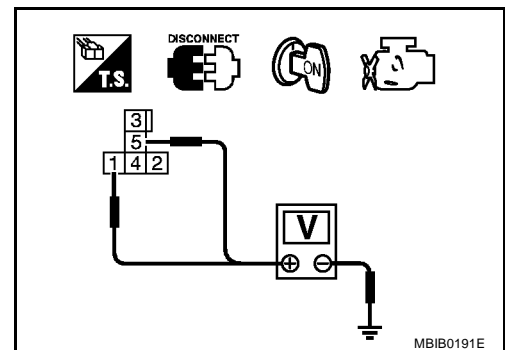 DISCONNECT
T.S.
ON
3
5
1 4 2
V
⊕ ⊖
MBIB0191E